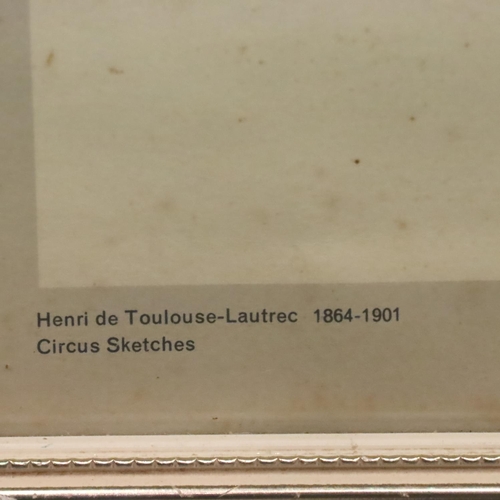 Henri de Toulouse-Lautrec 1864-1901
Circus Sketches